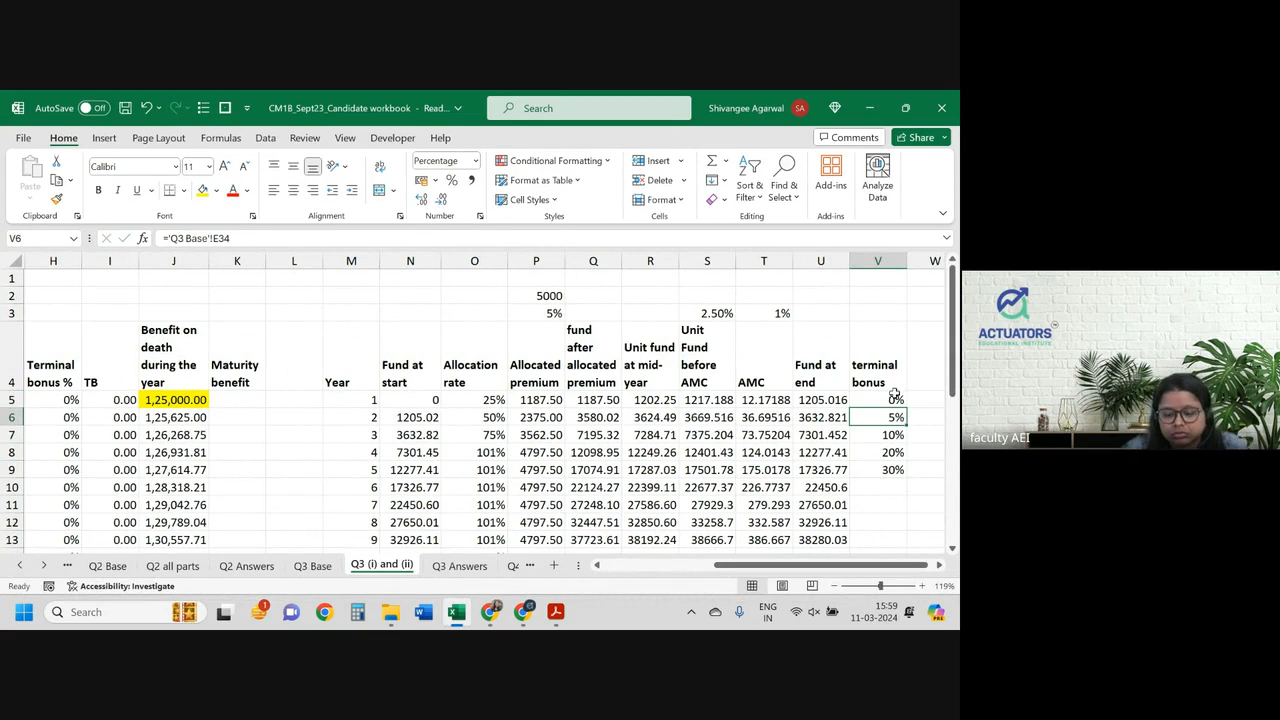 AutoSave Off CM1B_Sept23_Candidate workbook - Read... Search Shivangee Agarwal SA
File Home Insert Page Layout Formulas Data Review View Developer Help Comments Share
Paste Calibri 11 Percentage Conditional Formatting Format as Table Cell Styles Insert Delete Format Sort & Filter Find & Select Add-ins Analyze Data
Clipboard Font Alignment Number Styles Cells Editing Add-ins
V6 fx ='Q3 Base'!E34
H I J K L M N O P Q R S T U V W
1
2 5000
3 5% 2.50% 1%
4 Terminal bonus % TB Benefit on death during the year Maturity benefit Year Fund at start Allocation rate Allocated premium fund after allocated premium Unit fund at mid-year Unit Fund before AMC AMC Fund at end terminal bonus
5 0% 0.00 1,25,000.00 1 0 25% 1187.50 1187.50 1202.25 1217.188 12.17188 1205.016 0%
6 0% 0.00 1,25,625.00 2 1205.02 50% 2375.00 3580.02 3624.49 3669.516 36.69516 3632.821 5%
7 0% 0.00 1,26,268.75 3 3632.82 75% 3562.50 7195.32 7284.71 7375.204 73.75204 7301.452 10%
8 0% 0.00 1,26,931.81 4 7301.45 101% 4797.50 12098.95 12249.26 12401.43 124.0143 12277.41 20%
9 0% 0.00 1,27,614.77 5 12277.41 101% 4797.50 17074.91 17287.03 17501.78 175.0178 17326.77 30%
10 0% 0.00 1,28,318.21 6 17326.77 101% 4797.50 22124.27 22399.11 22677.37 226.7737 22450.6
11 0% 0.00 1,29,042.76 7 22450.60 101% 4797.50 27248.10 27586.60 27929.3 279.293 27650.01
12 0% 0.00 1,29,789.04 8 27650.01 101% 4797.50 32447.51 32850.60 33258.7 332.587 32926.11
13 0% 0.00 1,30,557.71 9 32926.11 101% 4797.50 37723.61 38192.24 38666.7 386.667 38280.03
... Q2 Base Q2 all parts Q2 Answers Q3 Base Q3 (i) and (ii) Q3 Answers ...
Ready Accessibility: Investigate 119%
Search ENG IN 15:59 11-03-2024
ACTUATORS
EDUCATIONAL INSTITUTE
faculty AEI